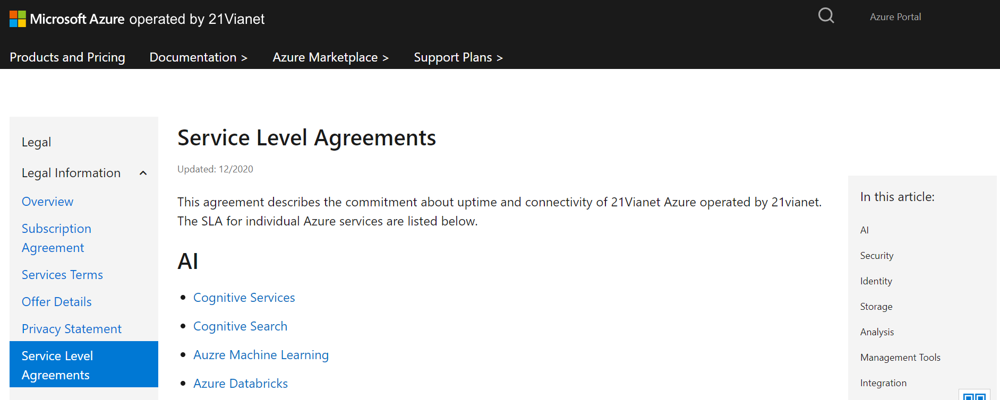 Microsoft Azure operated by 21Vianet
Azure Portal
Products and Pricing
Documentation >
Azure Marketplace >
Support Plans >
Legal
Legal Information
Overview
Subscription
Agreement
Services Terms
Offer Details
Privacy Statement
Service Level
Agreements
Service Level Agreements
Updated: 12/2020
This agreement describes the commitment about uptime and connectivity of 21Vianet Azure operated by 21vianet.
The SLA for individual Azure services are listed below.
AI
• Cognitive Services
• Cognitive Search
• Auzre Machine Learning
• Azure Databricks
In this article:
AI
Security
Identity
Storage
Analysis
Management Tools
Integration